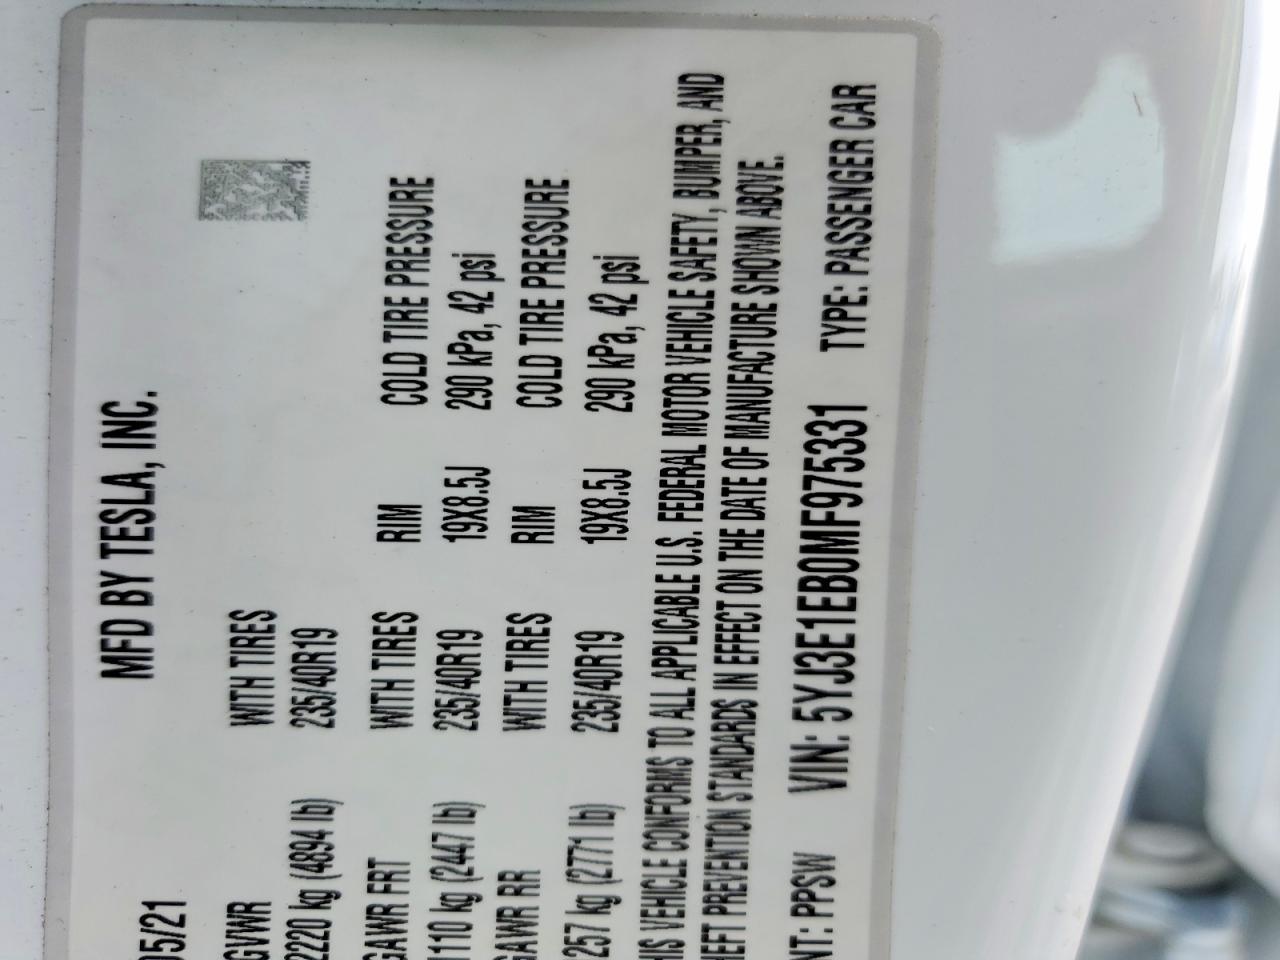 MFD BY TESLA, INC.
05/21
GVWR WITH TIRES
2220 kg (4894 lb) 235/40R19
GAWR FRT WITH TIRES RIM COLD TIRE PRESSURE
1110 kg (2447 lb) 235/40R19 19X8.5J 290 kPa, 42 psi
GAWR RR WITH TIRES RIM COLD TIRE PRESSURE
257 kg (2771 lb) 235/40R19 19X8.5J 290 kPa, 42 psi
HIS VEHICLE CONFORMS TO ALL APPLICABLE U.S. FEDERAL MOTOR VEHICLE SAFETY, BUMPER, AND
HEFT PREVENTION STANDARDS IN EFFECT ON THE DATE OF MANUFACTURE SHOWN ABOVE.
NT: PPSW VIN: 5YJ3E1EB0MF975331 TYPE: PASSENGER CAR